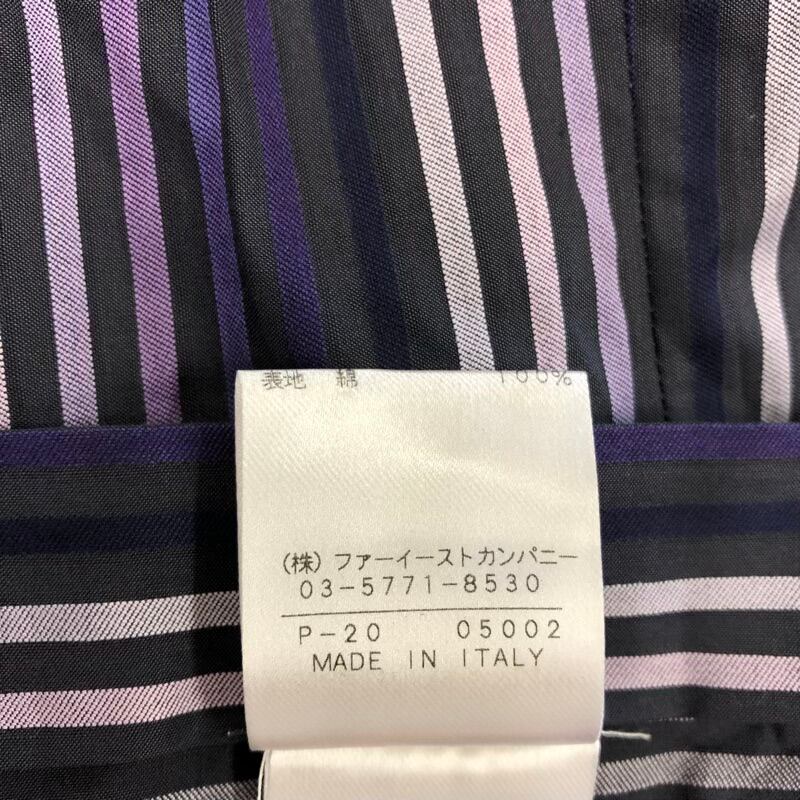 表地 綿 100%
(株) ファーイーストカンパニー
03-5771-8530
P-20 05002
MADE IN ITALY